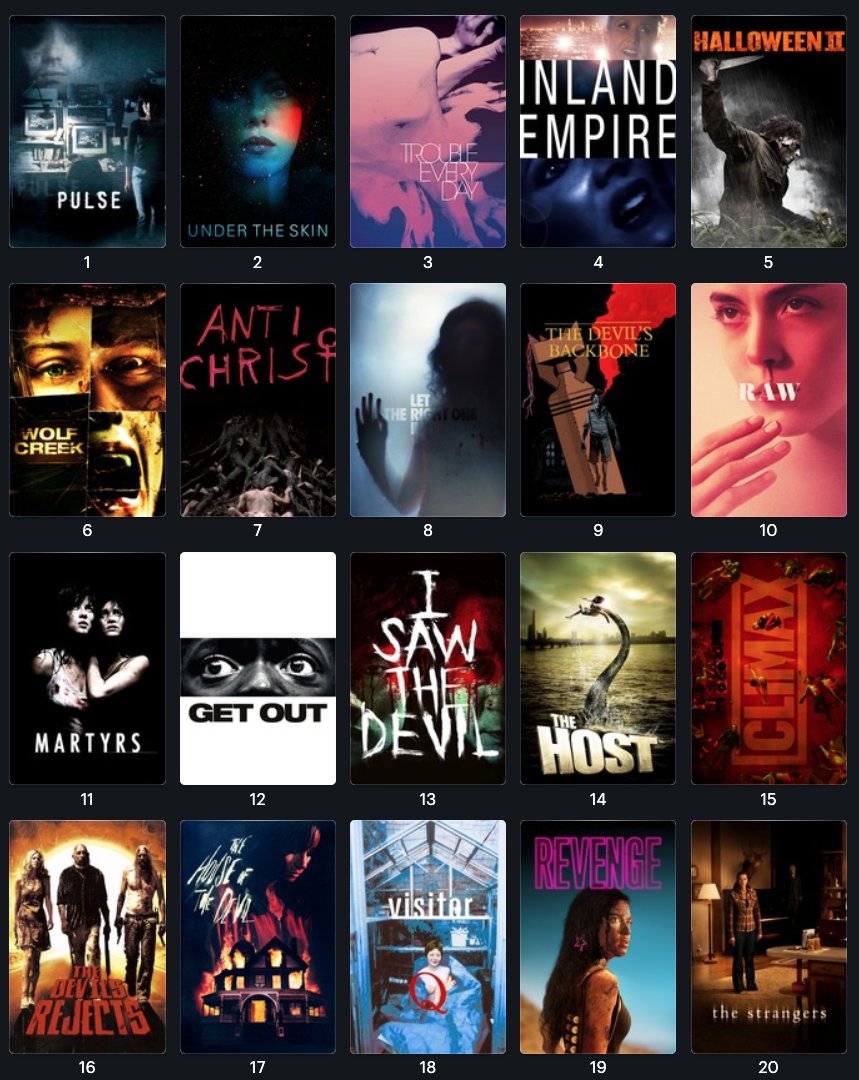 PULSE
UNDER THE SKIN
TROUBLE
EVERY
DAY
INLAND
EMPIRE
HALLOWEEN II
1
2
3
4
5
WOLF
CREEK
ANTI
CHRIST
LET
THE RIGHT ONE
THE DEVIL'S
BACKBONE
RAW
6
7
8
9
10
MARTYRS
GET OUT
I
SAW
THE
DEVIL
THE
HOST
CLIMAX
11
12
13
14
15
THE
DEVIL'S
REJECTS
THE
HOUSE OF
THE DEVIL
visitor
Q
REVENGE
the strangers
16
17
18
19
20